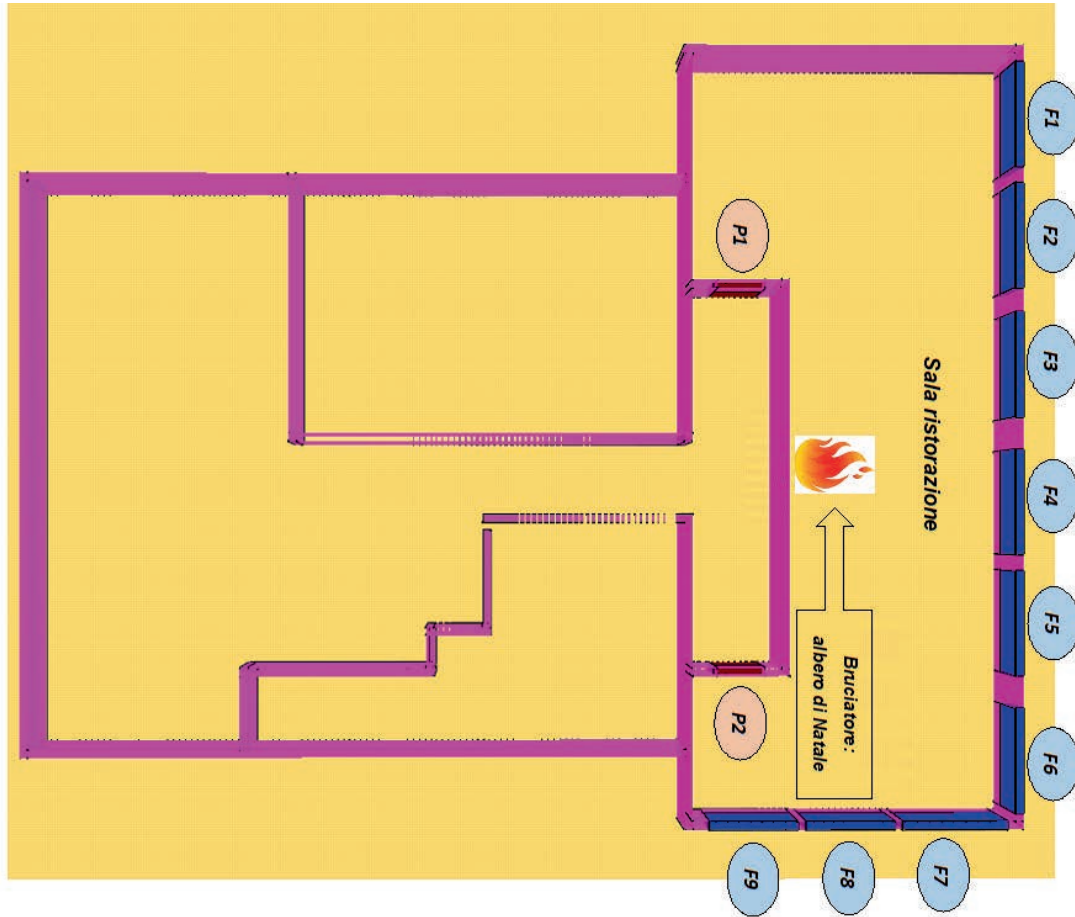 F1
F2
P1
F3
Sala ristorazione
F4
F5
Bruciatore:
albero di Natale
P2
F6
F7
F8
F9